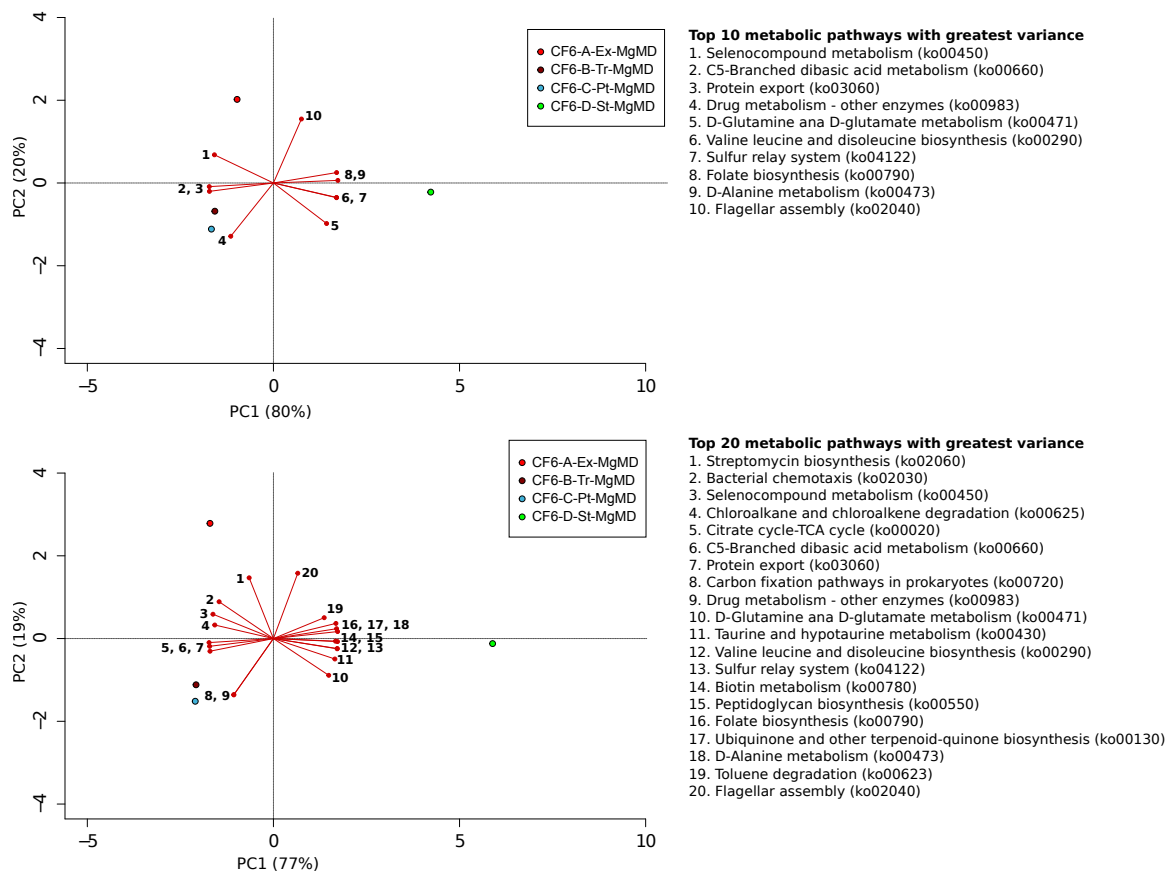 4
2
0
−2
−4
PC2 (20%)
−5
0
5
10
PC1 (80%)
CF6-A-Ex-MgMD
CF6-B-Tr-MgMD
CF6-C-Pt-MgMD
CF6-D-St-MgMD
10
1
8,9
2, 3
6, 7
5
4
Top 10 metabolic pathways with greatest variance
1. Selenocompound metabolism (ko00450)
2. C5-Branched dibasic acid metabolism (ko00660)
3. Protein export (ko03060)
4. Drug metabolism - other enzymes (ko00983)
5. D-Glutamine ana D-glutamate metabolism (ko00471)
6. Valine leucine and disoleucine biosynthesis (ko00290)
7. Sulfur relay system (ko04122)
8. Folate biosynthesis (ko00790)
9. D-Alanine metabolism (ko00473)
10. Flagellar assembly (ko02040)
4
2
0
−2
−4
PC2 (19%)
−5
0
5
10
PC1 (77%)
CF6-A-Ex-MgMD
CF6-B-Tr-MgMD
CF6-C-Pt-MgMD
CF6-D-St-MgMD
1
20
2
3
19
4
16, 17, 18
14, 15
5, 6, 7
12, 13
11
10
8, 9
Top 20 metabolic pathways with greatest variance
1. Streptomycin biosynthesis (ko02060)
2. Bacterial chemotaxis (ko02030)
3. Selenocompound metabolism (ko00450)
4. Chloroalkane and chloroalkene degradation (ko00625)
5. Citrate cycle-TCA cycle (ko00020)
6. C5-Branched dibasic acid metabolism (ko00660)
7. Protein export (ko03060)
8. Carbon fixation pathways in prokaryotes (ko00720)
9. Drug metabolism - other enzymes (ko00983)
10. D-Glutamine ana D-glutamate metabolism (ko00471)
11. Taurine and hypotaurine metabolism (ko00430)
12. Valine leucine and disoleucine biosynthesis (ko00290)
13. Sulfur relay system (ko04122)
14. Biotin metabolism (ko00780)
15. Peptidoglycan biosynthesis (ko00550)
16. Folate biosynthesis (ko00790)
17. Ubiquinone and other terpenoid-quinone biosynthesis (ko00130)
18. D-Alanine metabolism (ko00473)
19. Toluene degradation (ko00623)
20. Flagellar assembly (ko02040)